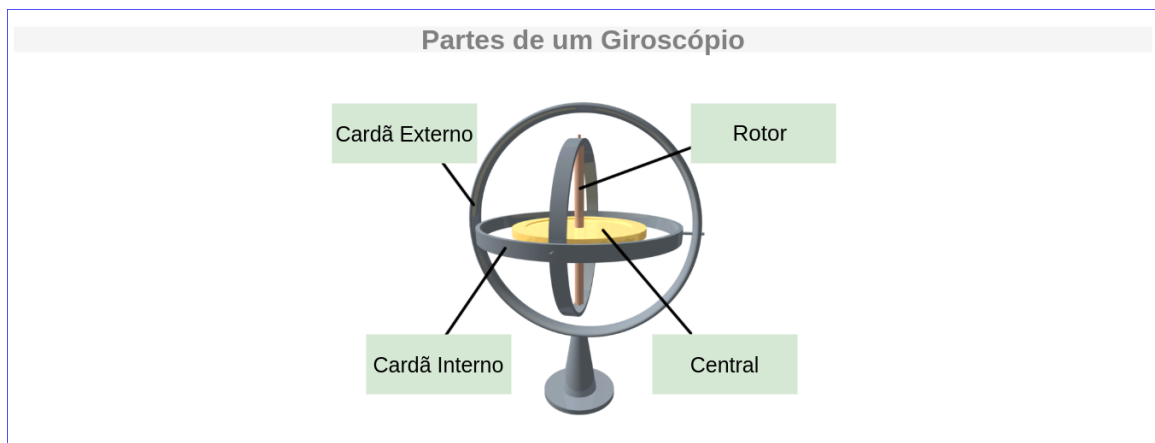 Partes de um Giroscópio
Cardã Externo
Rotor
Cardã Interno
Central